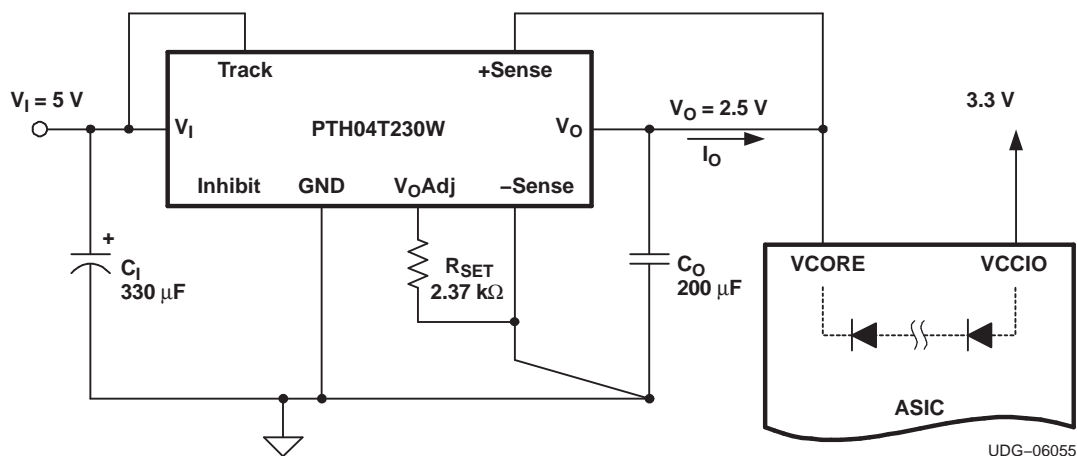 Track
+Sense
V_I = 5 V
V_O = 2.5 V
3.3 V
V_I
PTH04T230W
V_O
I_O
Inhibit
GND
V_OAdj
–Sense
+
C_I
330 μF
R_SET
2.37 kΩ
C_O
200 μF
VCORE
VCCIO
ASIC
UDG–06055